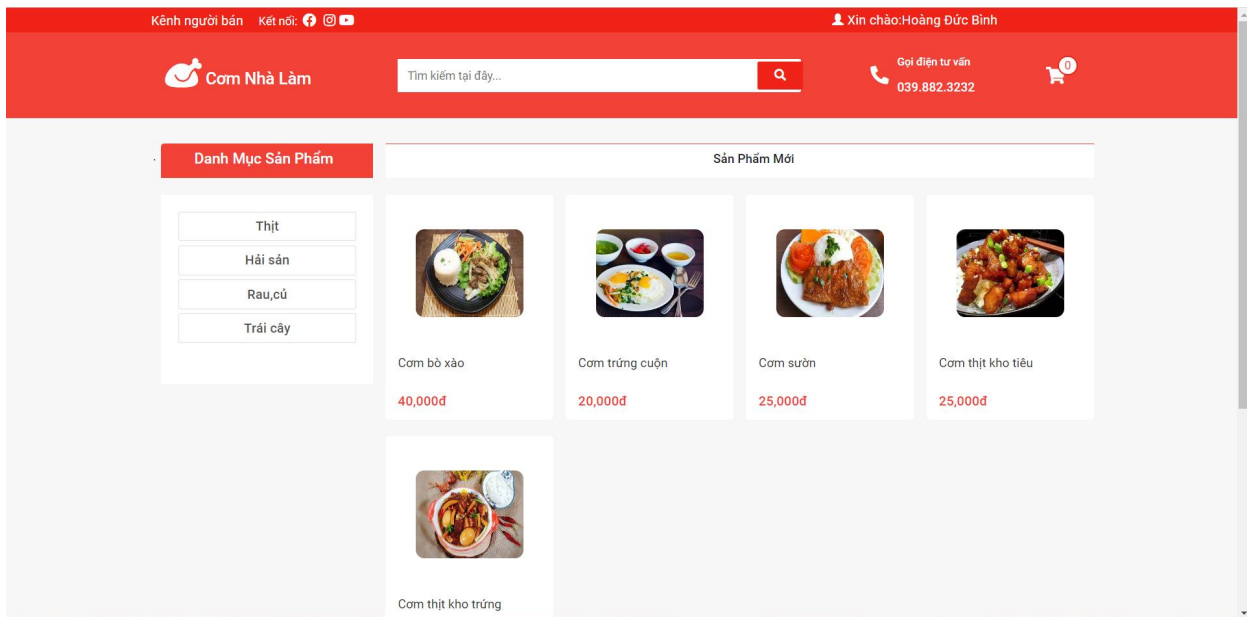 Kênh người bán Kết nối:
Xin chào:Hoàng Đức Bình
Cơm Nhà Làm
Tìm kiếm tại đây...
Gọi điện tư vấn
039.882.3232
0
Danh Mục Sản Phẩm
Sản Phẩm Mới
Thịt
Hải sản
Rau,củ
Trái cây
Cơm bò xào
Cơm trứng cuộn
Cơm sườn
Cơm thịt kho tiêu
40,000đ
20,000đ
25,000đ
25,000đ
Cơm thịt kho trứng